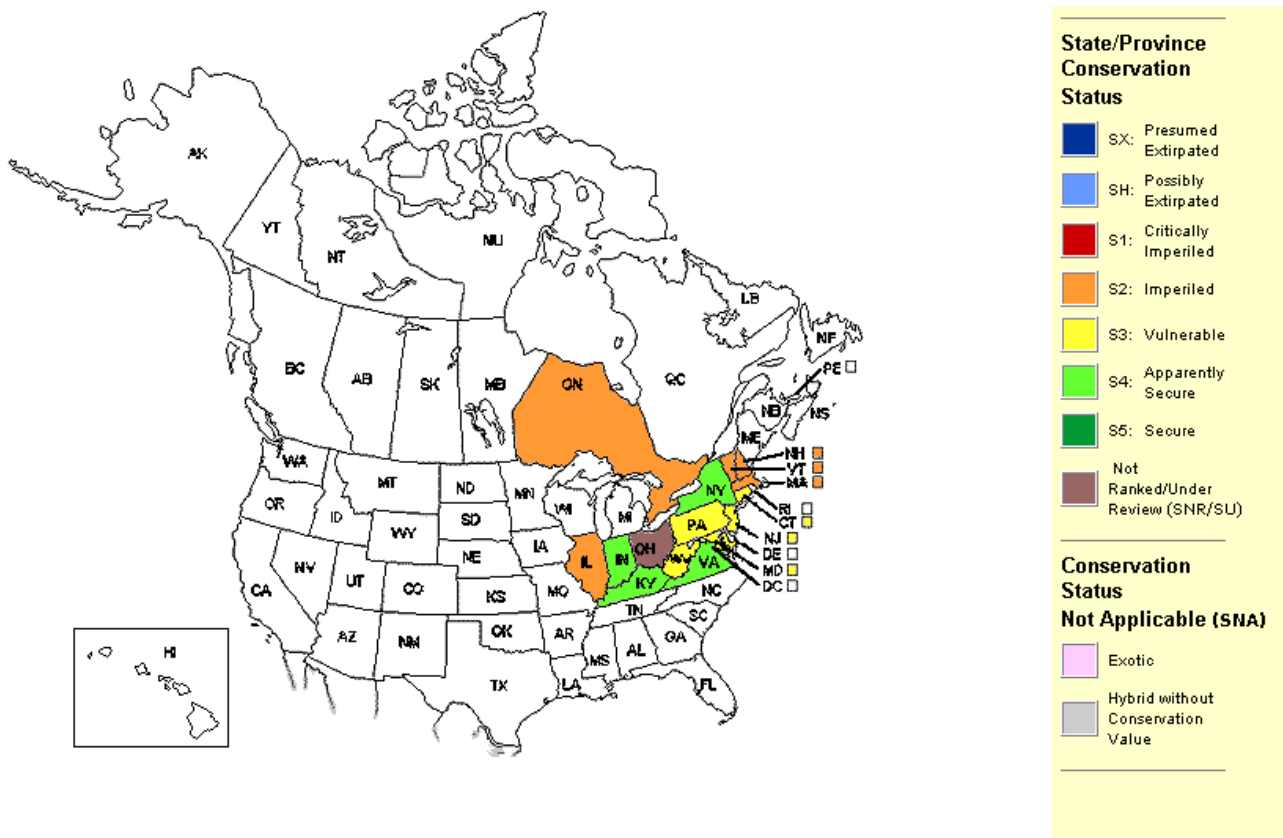 AK
YT
NT
NU
LB
NF
BC
AB
SK
MB
ON
QC
PE
NB
NS
ME
WA
MT
ND
MN
NH
VT
MA
OR
ID
SD
WI
MI
NY
RI
CT
WY
NE
IA
PA
NJ
DE
NV
UT
CO
IL
IN
OH
WV
VA
MD
DC
CA
KS
MO
KY
NC
TN
AZ
NM
OK
AR
SC
GA
MS
AL
HI
TX
LA
FL
State/Province
Conservation
Status
SX: Presumed
Extirpated
SH: Possibly
Extirpated
S1: Critically
Imperiled
S2: Imperiled
S3: Vulnerable
S4: Apparently
Secure
S5: Secure
Not
Ranked/Under
Review (SNR/SU)
Conservation
Status
Not Applicable (SNA)
Exotic
Hybrid without
Conservation
Value